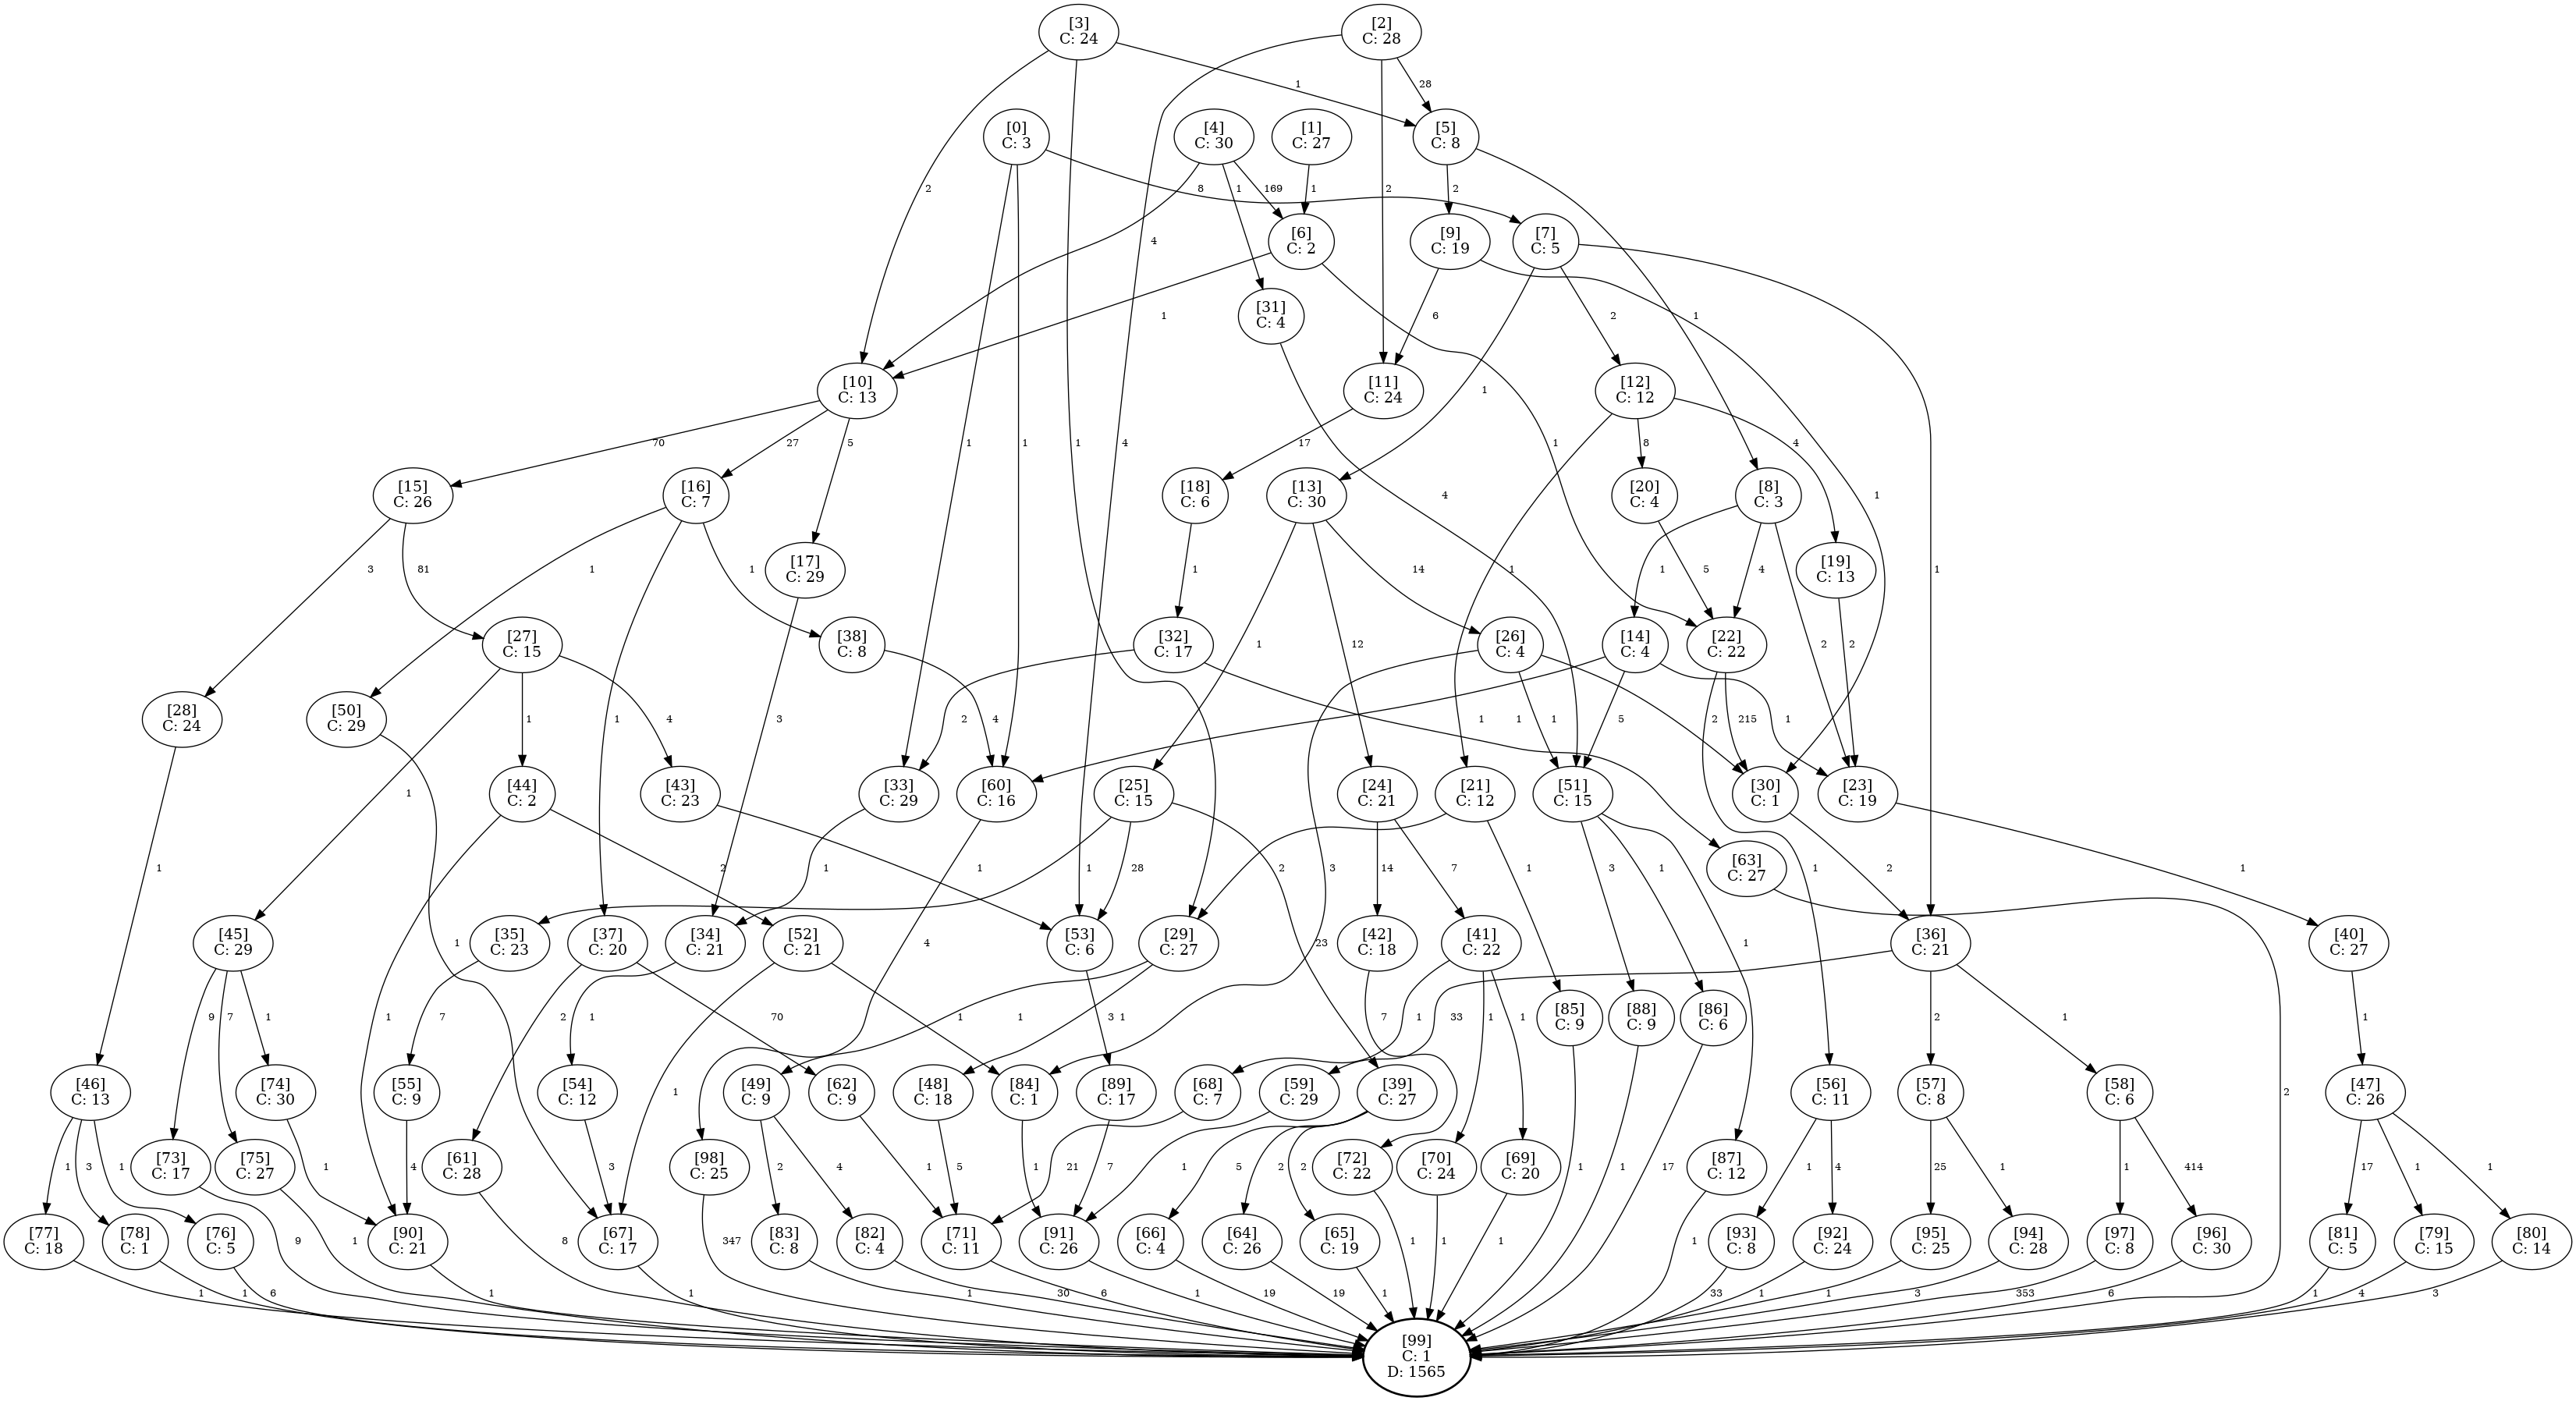 [3]
C: 24
[2]
C: 28
1
28
[0]
C: 3
[4]
C: 30
[1]
C: 27
[5]
C: 8
2
8
1
169
1
2
2
[6]
C: 2
[9]
C: 19
[7]
C: 5
4
4
[31]
C: 4
1
6
2
1
[10]
C: 13
[11]
C: 24
[12]
C: 12
1
70
27
5
1
1
1
4
17
1
8
4
[15]
C: 26
[16]
C: 7
[18]
C: 6
[13]
C: 30
[20]
C: 4
[8]
C: 3
4
1
[17]
C: 29
[19]
C: 13
3
81
1
1
1
14
1
1
5
4
1
[27]
C: 15
[38]
C: 8
[32]
C: 17
[26]
C: 4
[14]
C: 4
[22]
C: 22
1
12
2
2
[28]
C: 24
[50]
C: 29
1
4
1
3
4
2
1
1
1
5
2
215
1
[44]
C: 2
[43]
C: 23
[33]
C: 29
[60]
C: 16
[25]
C: 15
[24]
C: 21
[21]
C: 12
[51]
C: 15
[30]
C: 1
[23]
C: 19
1
1
2
1
1
1
28
2
3
14
7
1
3
1
[63]
C: 27
1
2
1
[45]
C: 29
[35]
C: 23
[37]
C: 20
[34]
C: 21
[52]
C: 21
[53]
C: 6
[29]
C: 27
[42]
C: 18
[41]
C: 22
[36]
C: 21
[40]
C: 27
1
4
23
1
9
7
1
7
1
2
70
1
1
3
1
7
1
33
1
1
[85]
C: 9
[88]
C: 9
[86]
C: 6
2
1
1
[46]
C: 13
[74]
C: 30
[55]
C: 9
[54]
C: 12
[49]
C: 9
[62]
C: 9
[48]
C: 18
[84]
C: 1
[89]
C: 17
[68]
C: 7
[59]
C: 29
[39]
C: 27
[56]
C: 11
[57]
C: 8
[58]
C: 6
[47]
C: 26
1
2
1
3
1
1
4
3
2
4
1
5
1
7
21
1
5
2
2
1
1
17
1
4
25
1
1
414
17
1
1
[73]
C: 17
[75]
C: 27
[61]
C: 28
[98]
C: 25
[72]
C: 22
[70]
C: 24
[69]
C: 20
[87]
C: 12
[77]
C: 18
[78]
C: 1
[76]
C: 5
[90]
C: 21
[67]
C: 17
[83]
C: 8
[82]
C: 4
[71]
C: 11
[91]
C: 26
[66]
C: 4
[64]
C: 26
[65]
C: 19
[93]
C: 8
[92]
C: 24
[95]
C: 25
[94]
C: 28
[97]
C: 8
[96]
C: 30
[81]
C: 5
[79]
C: 15
[80]
C: 14
9
1
8
347
1
1
1
1
1
1
6
1
1
1
30
6
1
19
19
1
33
1
1
3
353
6
1
4
3
[99]
C: 1
D: 1565